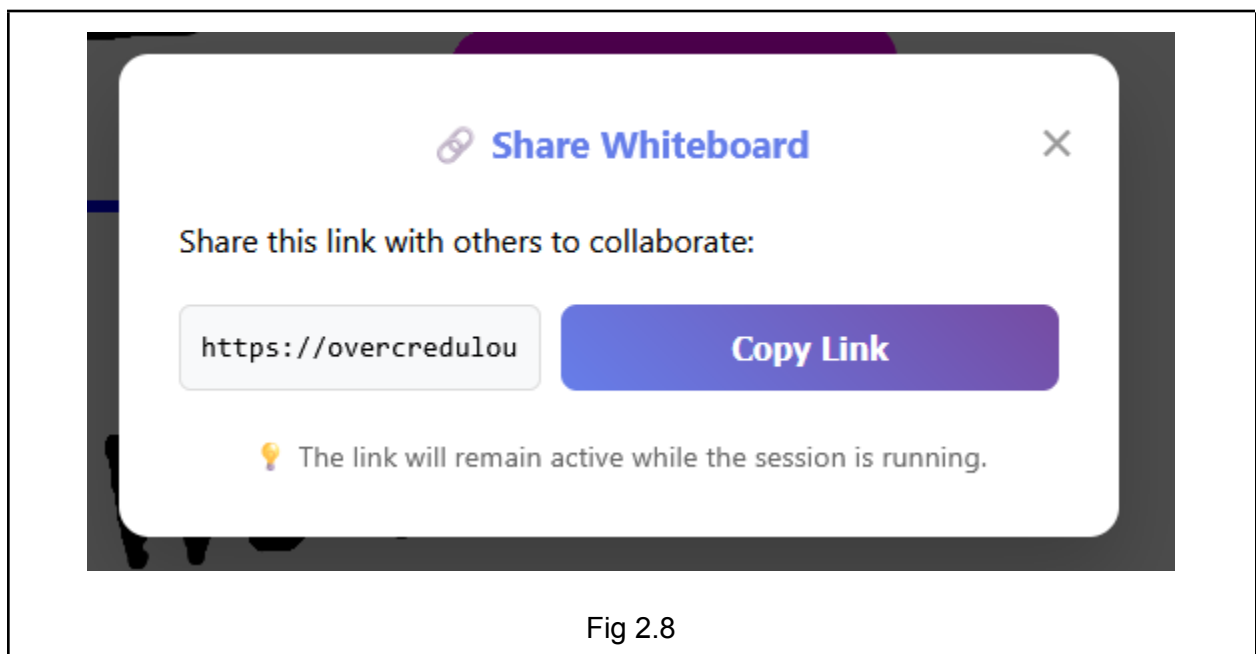 Share Whiteboard
Share this link with others to collaborate:
https://overcredulou
Copy Link
The link will remain active while the session is running.
Fig 2.8